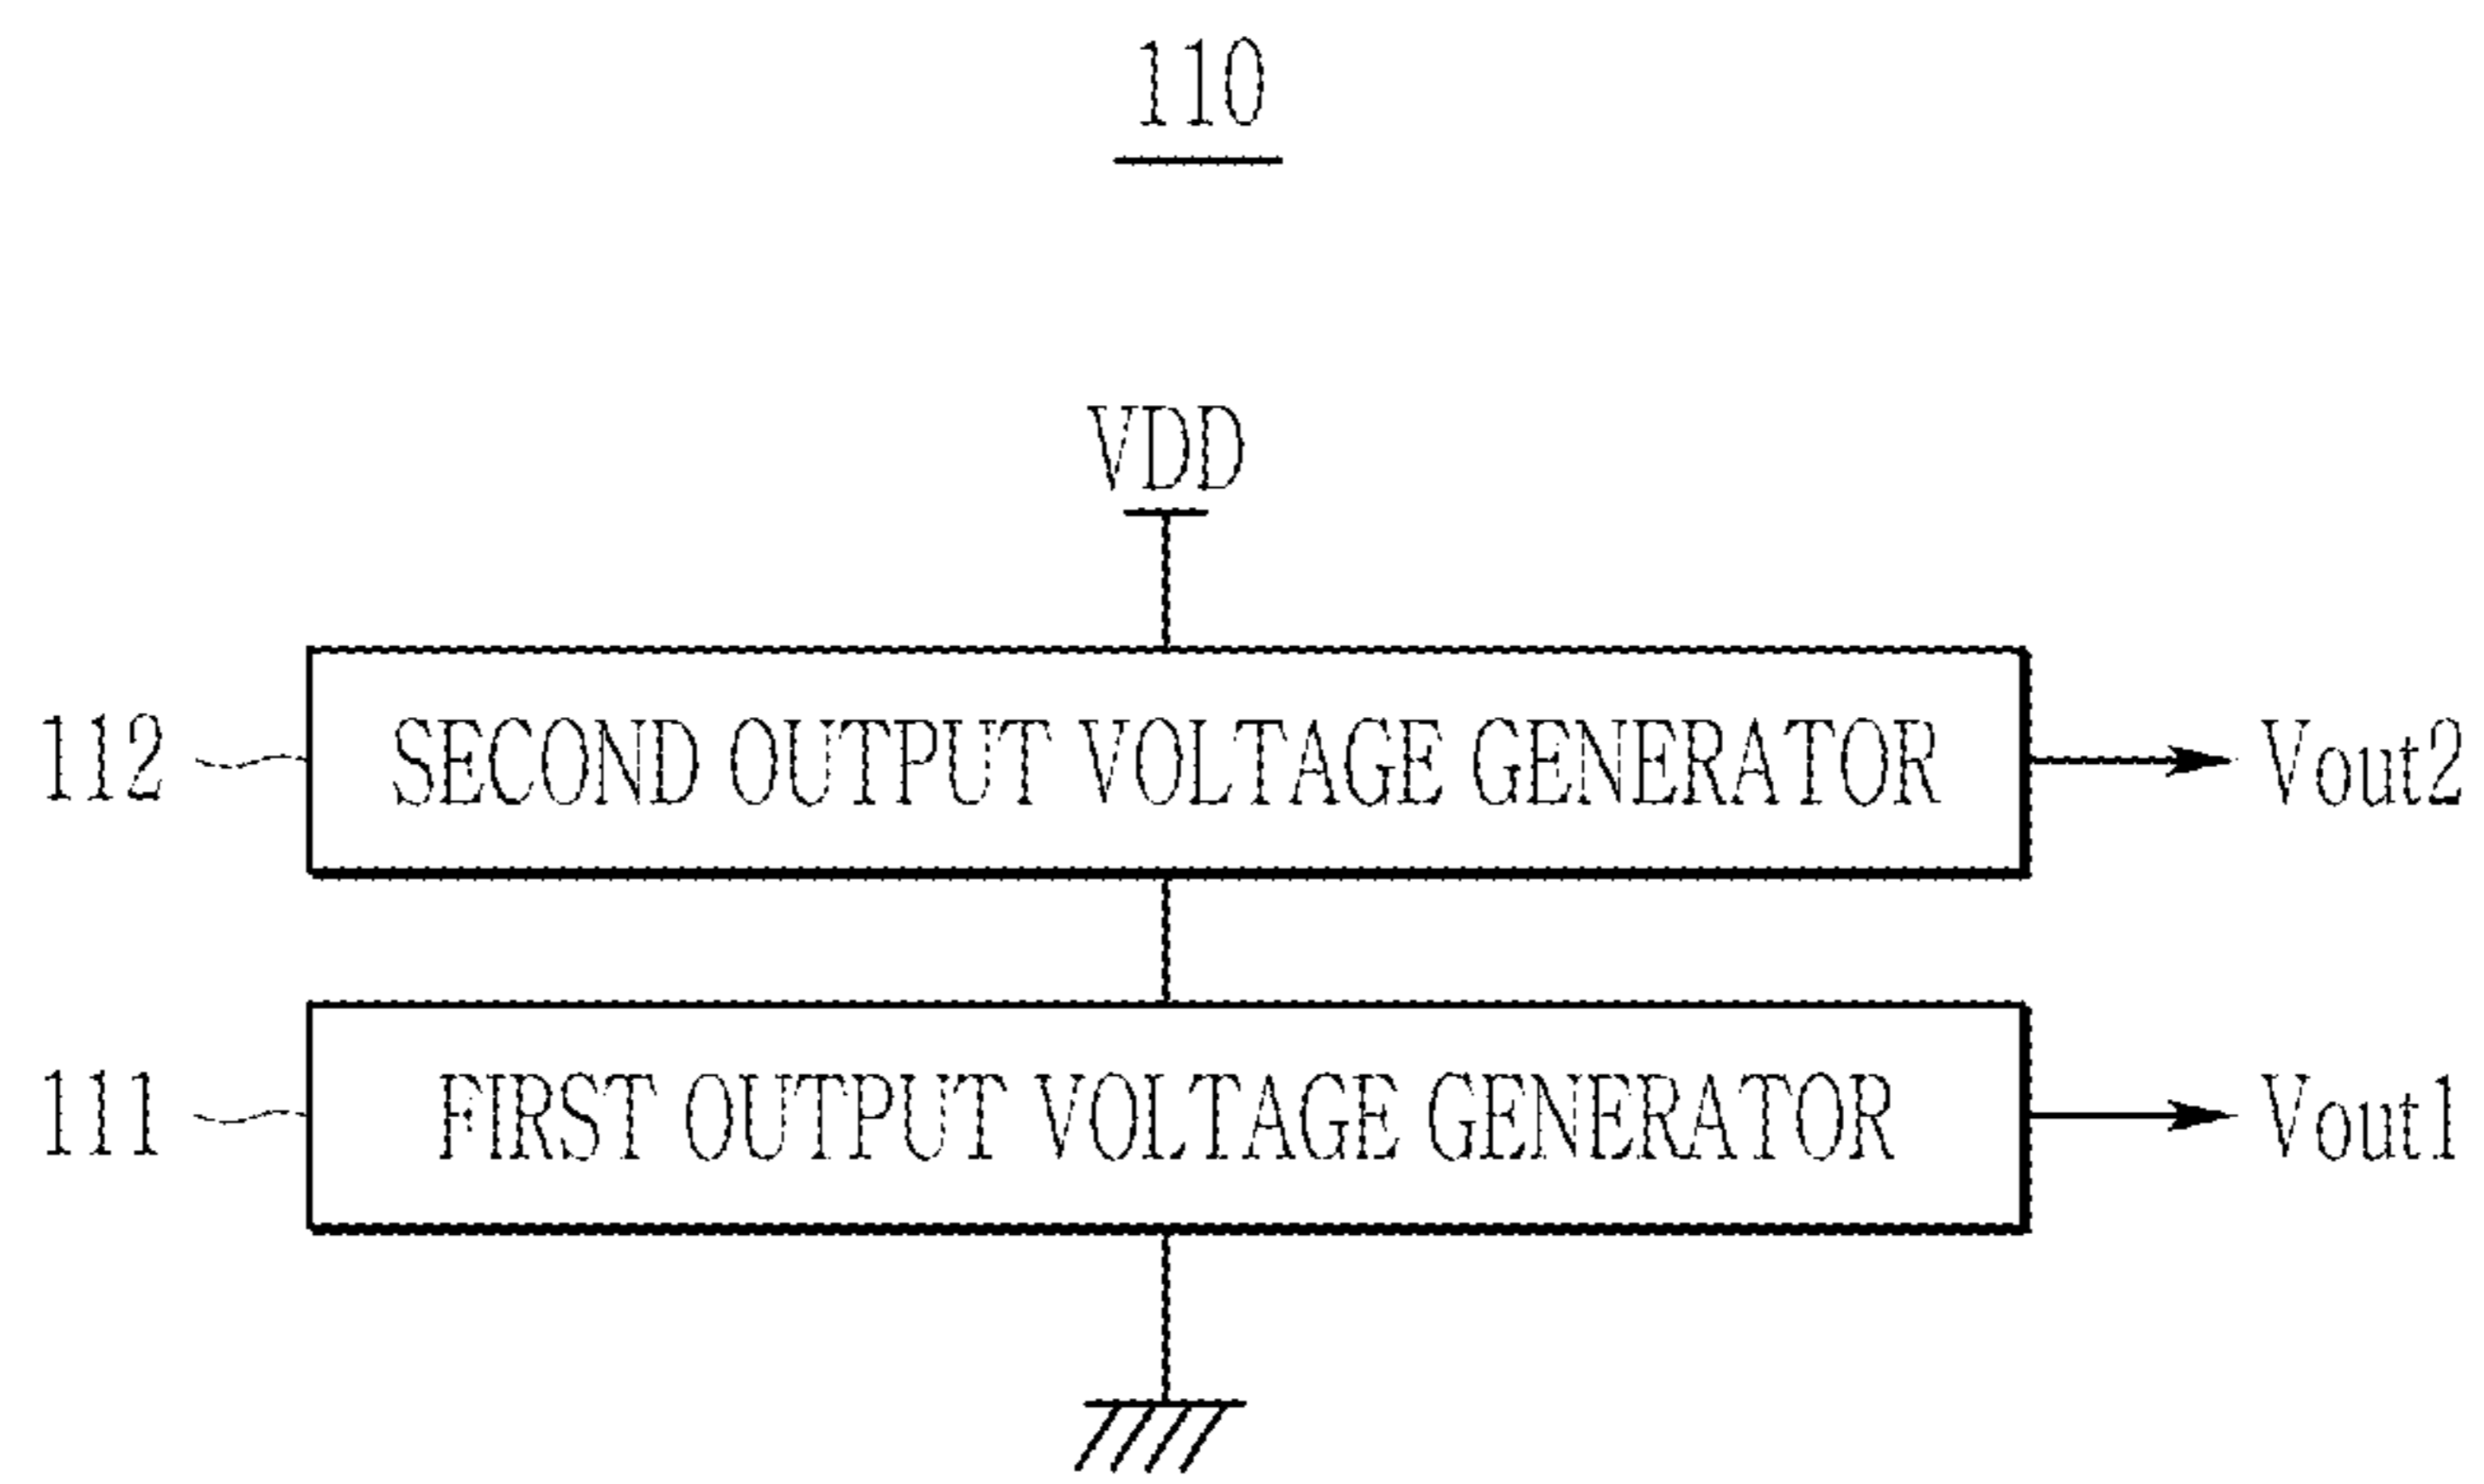 110
VDD
112 SECOND OUTPUT VOLTAGE GENERATOR Vout2
111 FIRST OUTPUT VOLTAGE GENERATOR Vout1